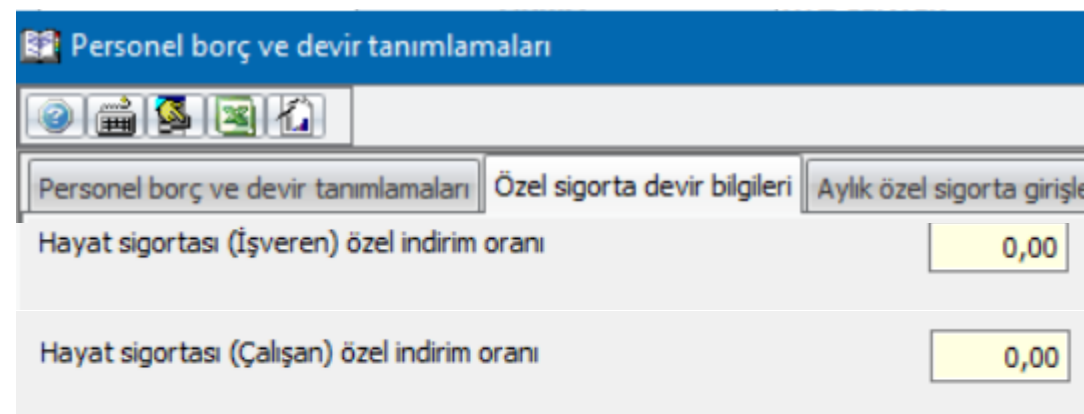 Personel borç ve devir tanımlamaları
Personel borç ve devir tanımlamaları Özel sigorta devir bilgileri Aylık özel sigorta
Hayat sigortası (İşveren) özel indirim oranı 0,00
Hayat sigortası (Çalışan) özel indirim oranı 0,00